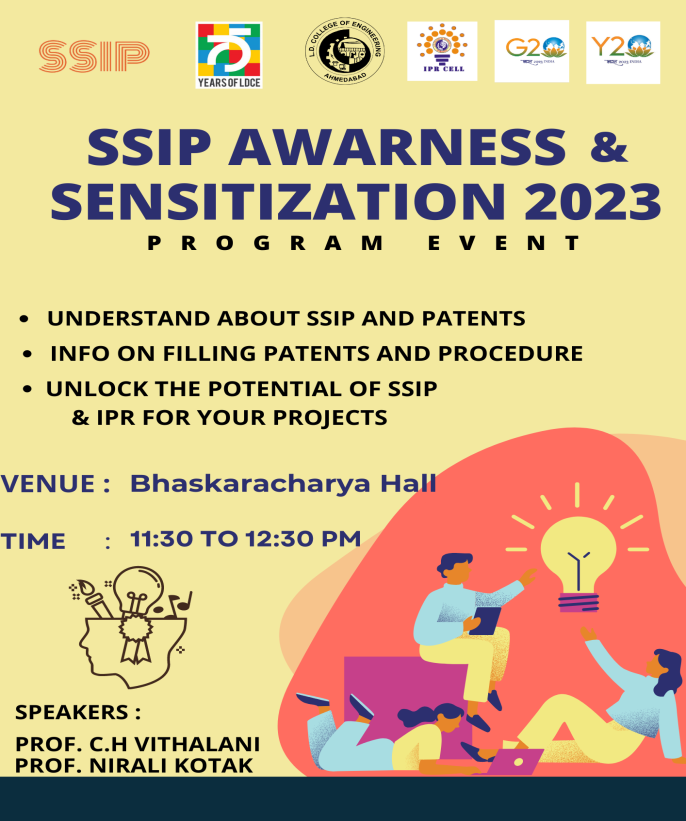 SSIP
75
YEARS OF LDCE
L.D. COLLEGE OF ENGINEERING
AHMEDABAD
IPR CELL
G20
Y20
SSIP AWARNESS &
SENSITIZATION 2023
PROGRAM EVENT
• UNDERSTAND ABOUT SSIP AND PATENTS
• INFO ON FILLING PATENTS AND PROCEDURE
• UNLOCK THE POTENTIAL OF SSIP
& IPR FOR YOUR PROJECTS
VENUE : Bhaskaracharya Hall
TIME : 11:30 TO 12:30 PM
SPEAKERS :
PROF. C.H VITHALANI
PROF. NIRALI KOTAK